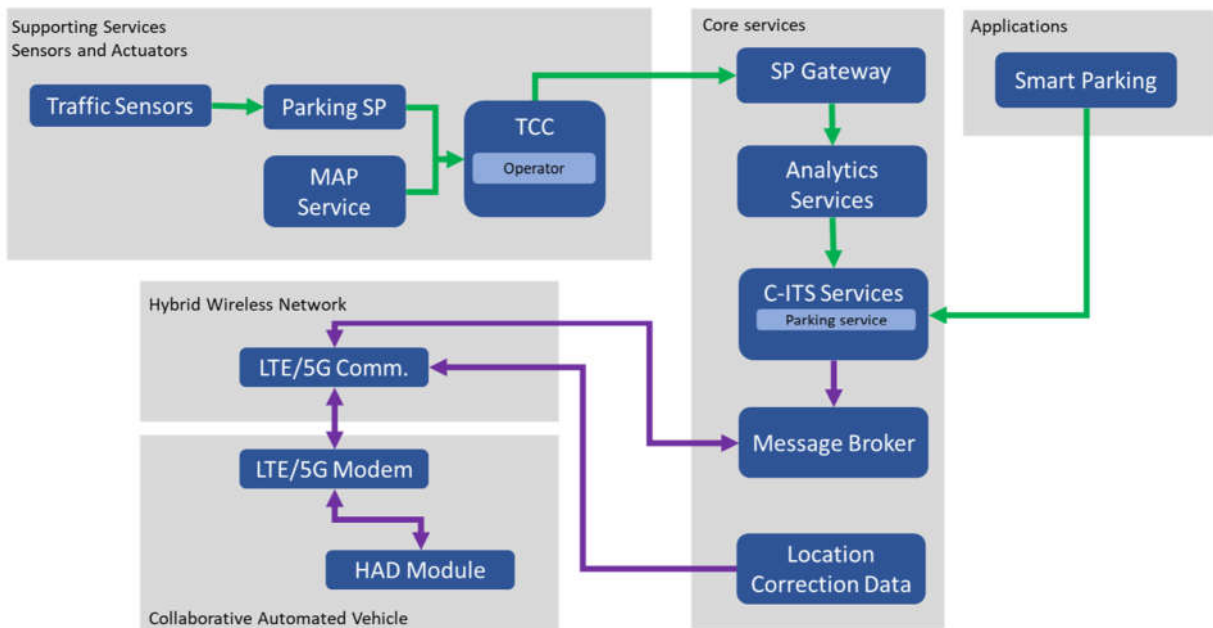 Supporting Services
Sensors and Actuators
Traffic Sensors
Parking SP
MAP
Service
TCC
Operator
Core services
SP Gateway
Analytics
Services
C-ITS Services
Parking service
Message Broker
Location
Correction Data
Applications
Smart Parking
Hybrid Wireless Network
LTE/5G Comm.
LTE/5G Modem
HAD Module
Collaborative Automated Vehicle